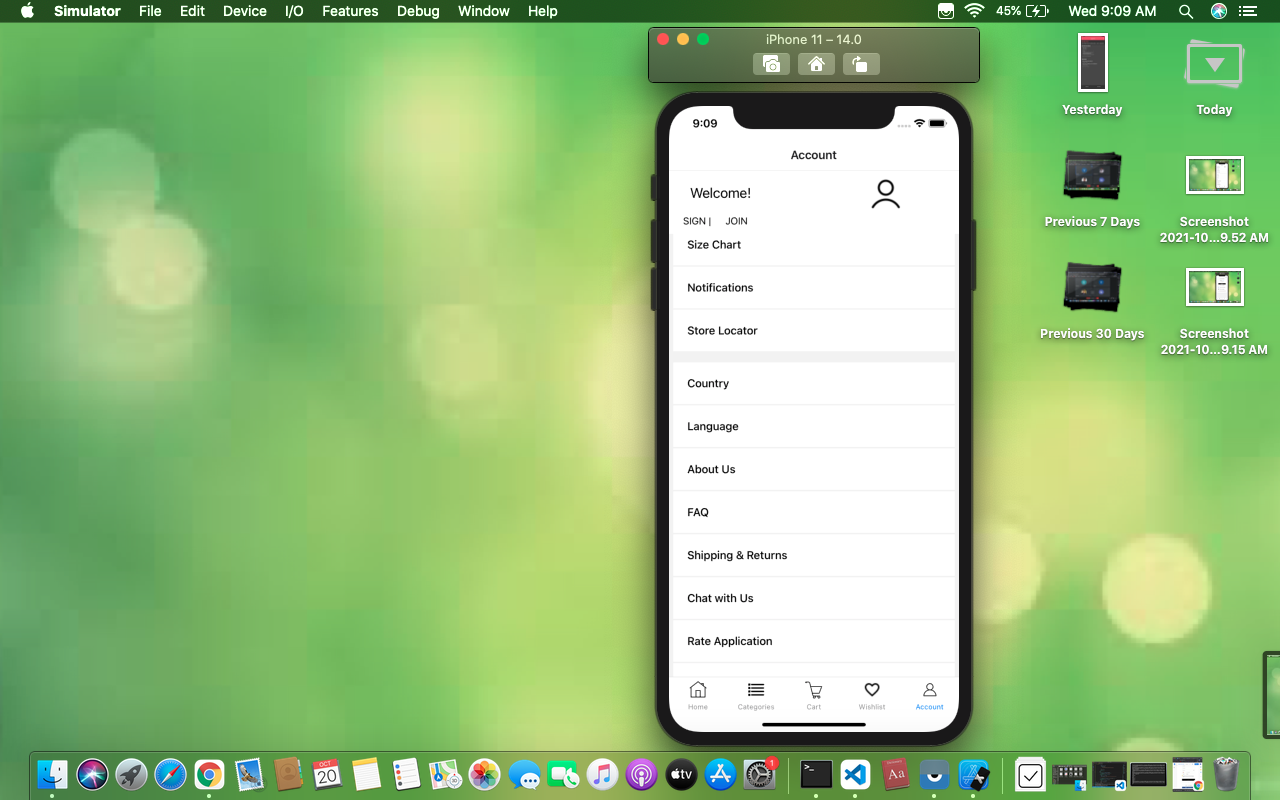 Simulator File Edit Device I/O Features Debug Window Help 45% Wed 9:09 AM
iPhone 11 – 14.0
9:09
Account
Welcome!
SIGN | JOIN
Size Chart
Notifications
Store Locator
Country
Language
About Us
FAQ
Shipping & Returns
Chat with Us
Rate Application
Home Categories Cart Wishlist Account
Yesterday
Today
Previous 7 Days
Screenshot
2021-10...9.52 AM
Previous 30 Days
Screenshot
2021-10...9.15 AM
OCT
20
tv
1
Aa